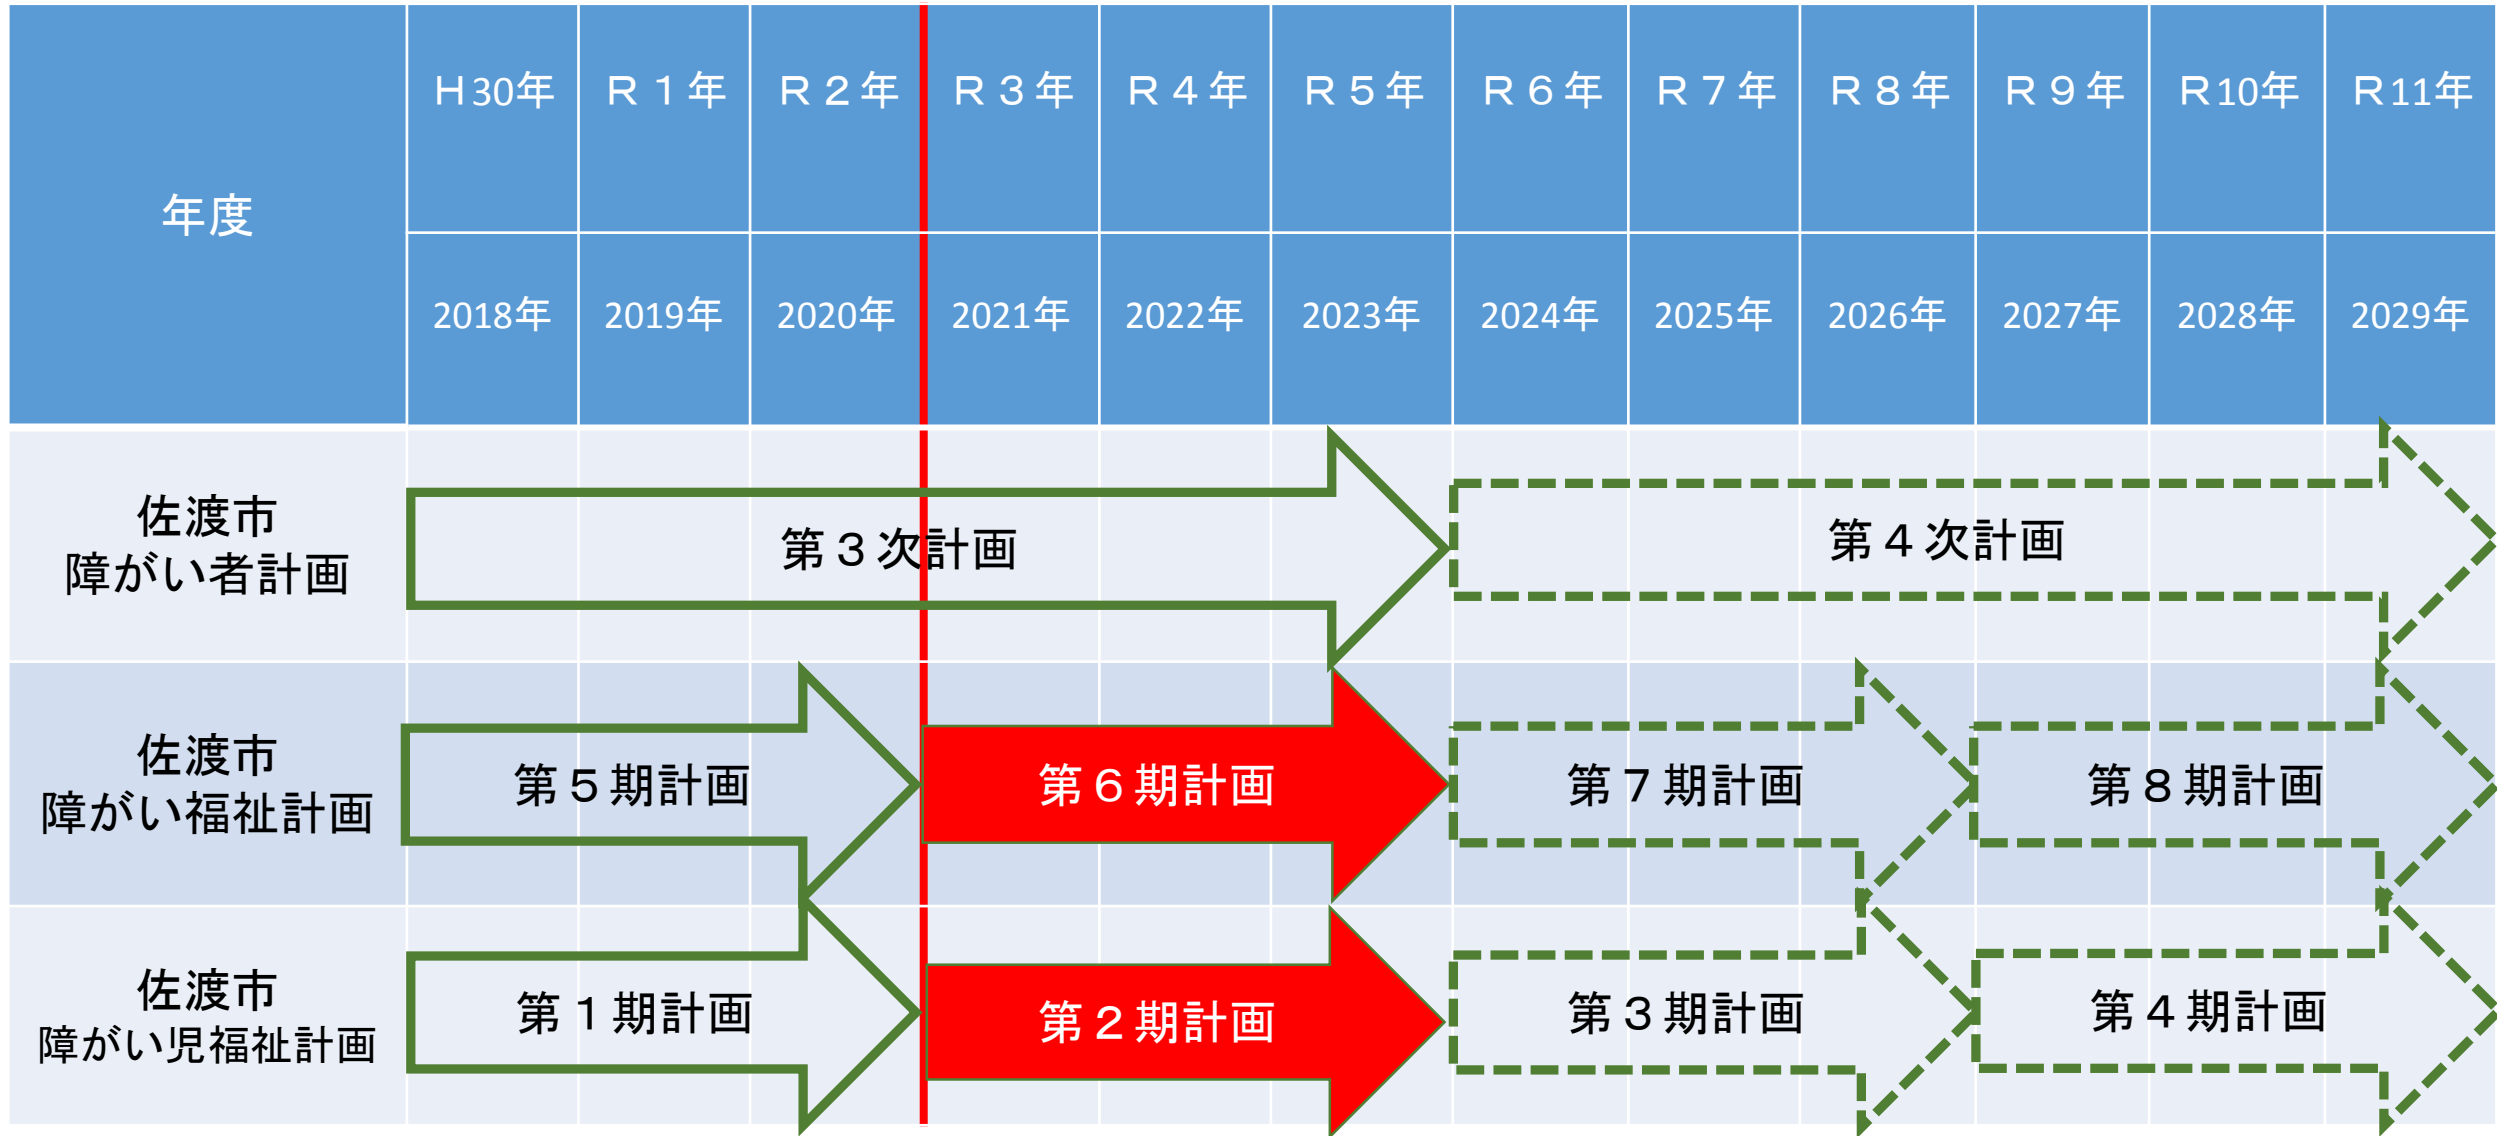 年度
Ｈ30年
Ｒ１年
Ｒ２年
Ｒ３年
Ｒ４年
Ｒ５年
Ｒ６年
Ｒ７年
Ｒ８年
Ｒ９年
Ｒ10年
Ｒ11年
2018年
2019年
2020年
2021年
2022年
2023年
2024年
2025年
2026年
2027年
2028年
2029年
佐渡市
障がい者計画
第３次計画
第４次計画
佐渡市
障がい福祉計画
第５期計画
第６期計画
第７期計画
第８期計画
佐渡市
障がい児福祉計画
第１期計画
第２期計画
第３期計画
第４期計画